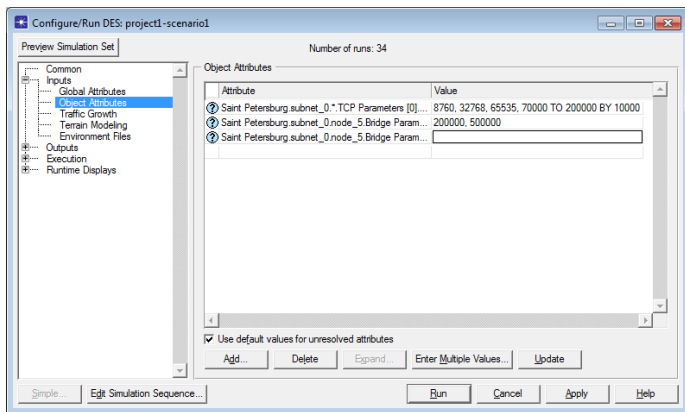 Configure/Run DES: project1-scenario1
Preview Simulation Set
Number of runs: 34
Common
Inputs
Global Attributes
Object Attributes
Traffic Growth
Terrain Modeling
Environment Files
Outputs
Execution
Runtime Displays
Object Attributes
Attribute Value
Saint Petersburg.subnet_0.*.TCP Parameters [0].... 8760, 32768, 65535, 70000 TO 200000 BY 10000
Saint Petersburg.subnet_0.node_5.Bridge Param... 200000, 500000
Saint Petersburg.subnet_0.node_5.Bridge Param...
Use default values for unresolved attributes
Add... Delete Expand... Enter Multiple Values... Update
Simple... Edit Simulation Sequence... Run Cancel Apply Help